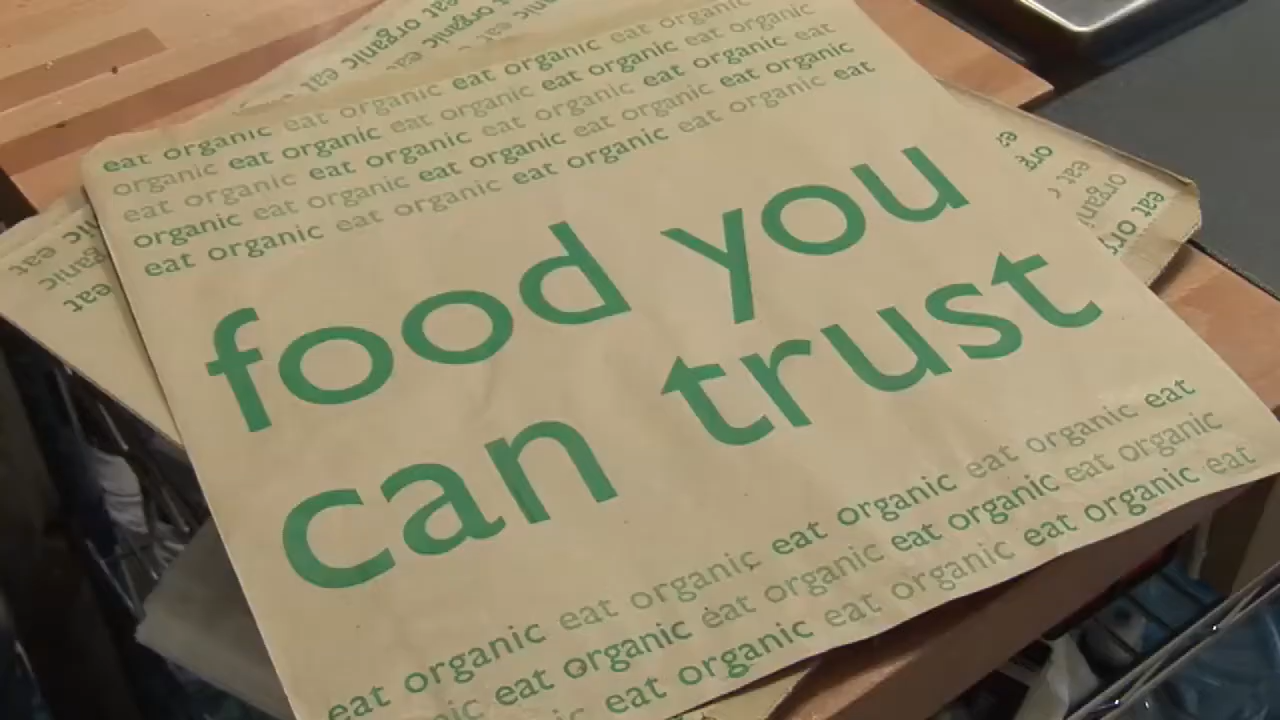 eat organic eat organic eat organic eat organic
organic eat organic eat organic eat organic eat organic
eat organic eat organic eat organic eat organic eat
organic eat organic eat organic eat organic eat organic
eat organic eat organic eat organic eat organic eat
food you
can trust
eat organic eat organic eat organic eat organic eat
eat organic eat organic eat organic eat organic
eat organic eat organic eat organic eat
organic eat
organic eat
eat
organic
eat
eat
organic
eat